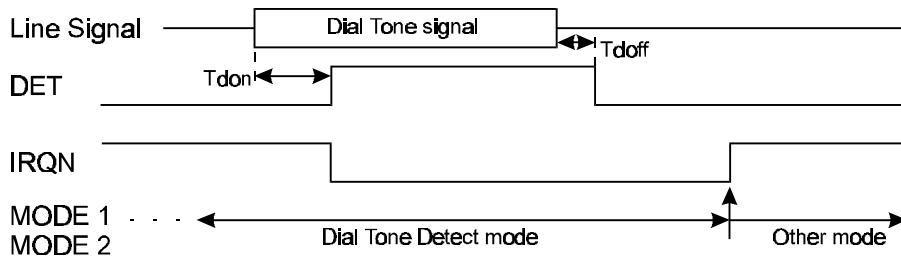 Line Signal
Dial Tone signal
Tdon
Tdoff
DET
IRQN
MODE 1 - - - -
MODE 2
Dial Tone Detect mode
Other mode